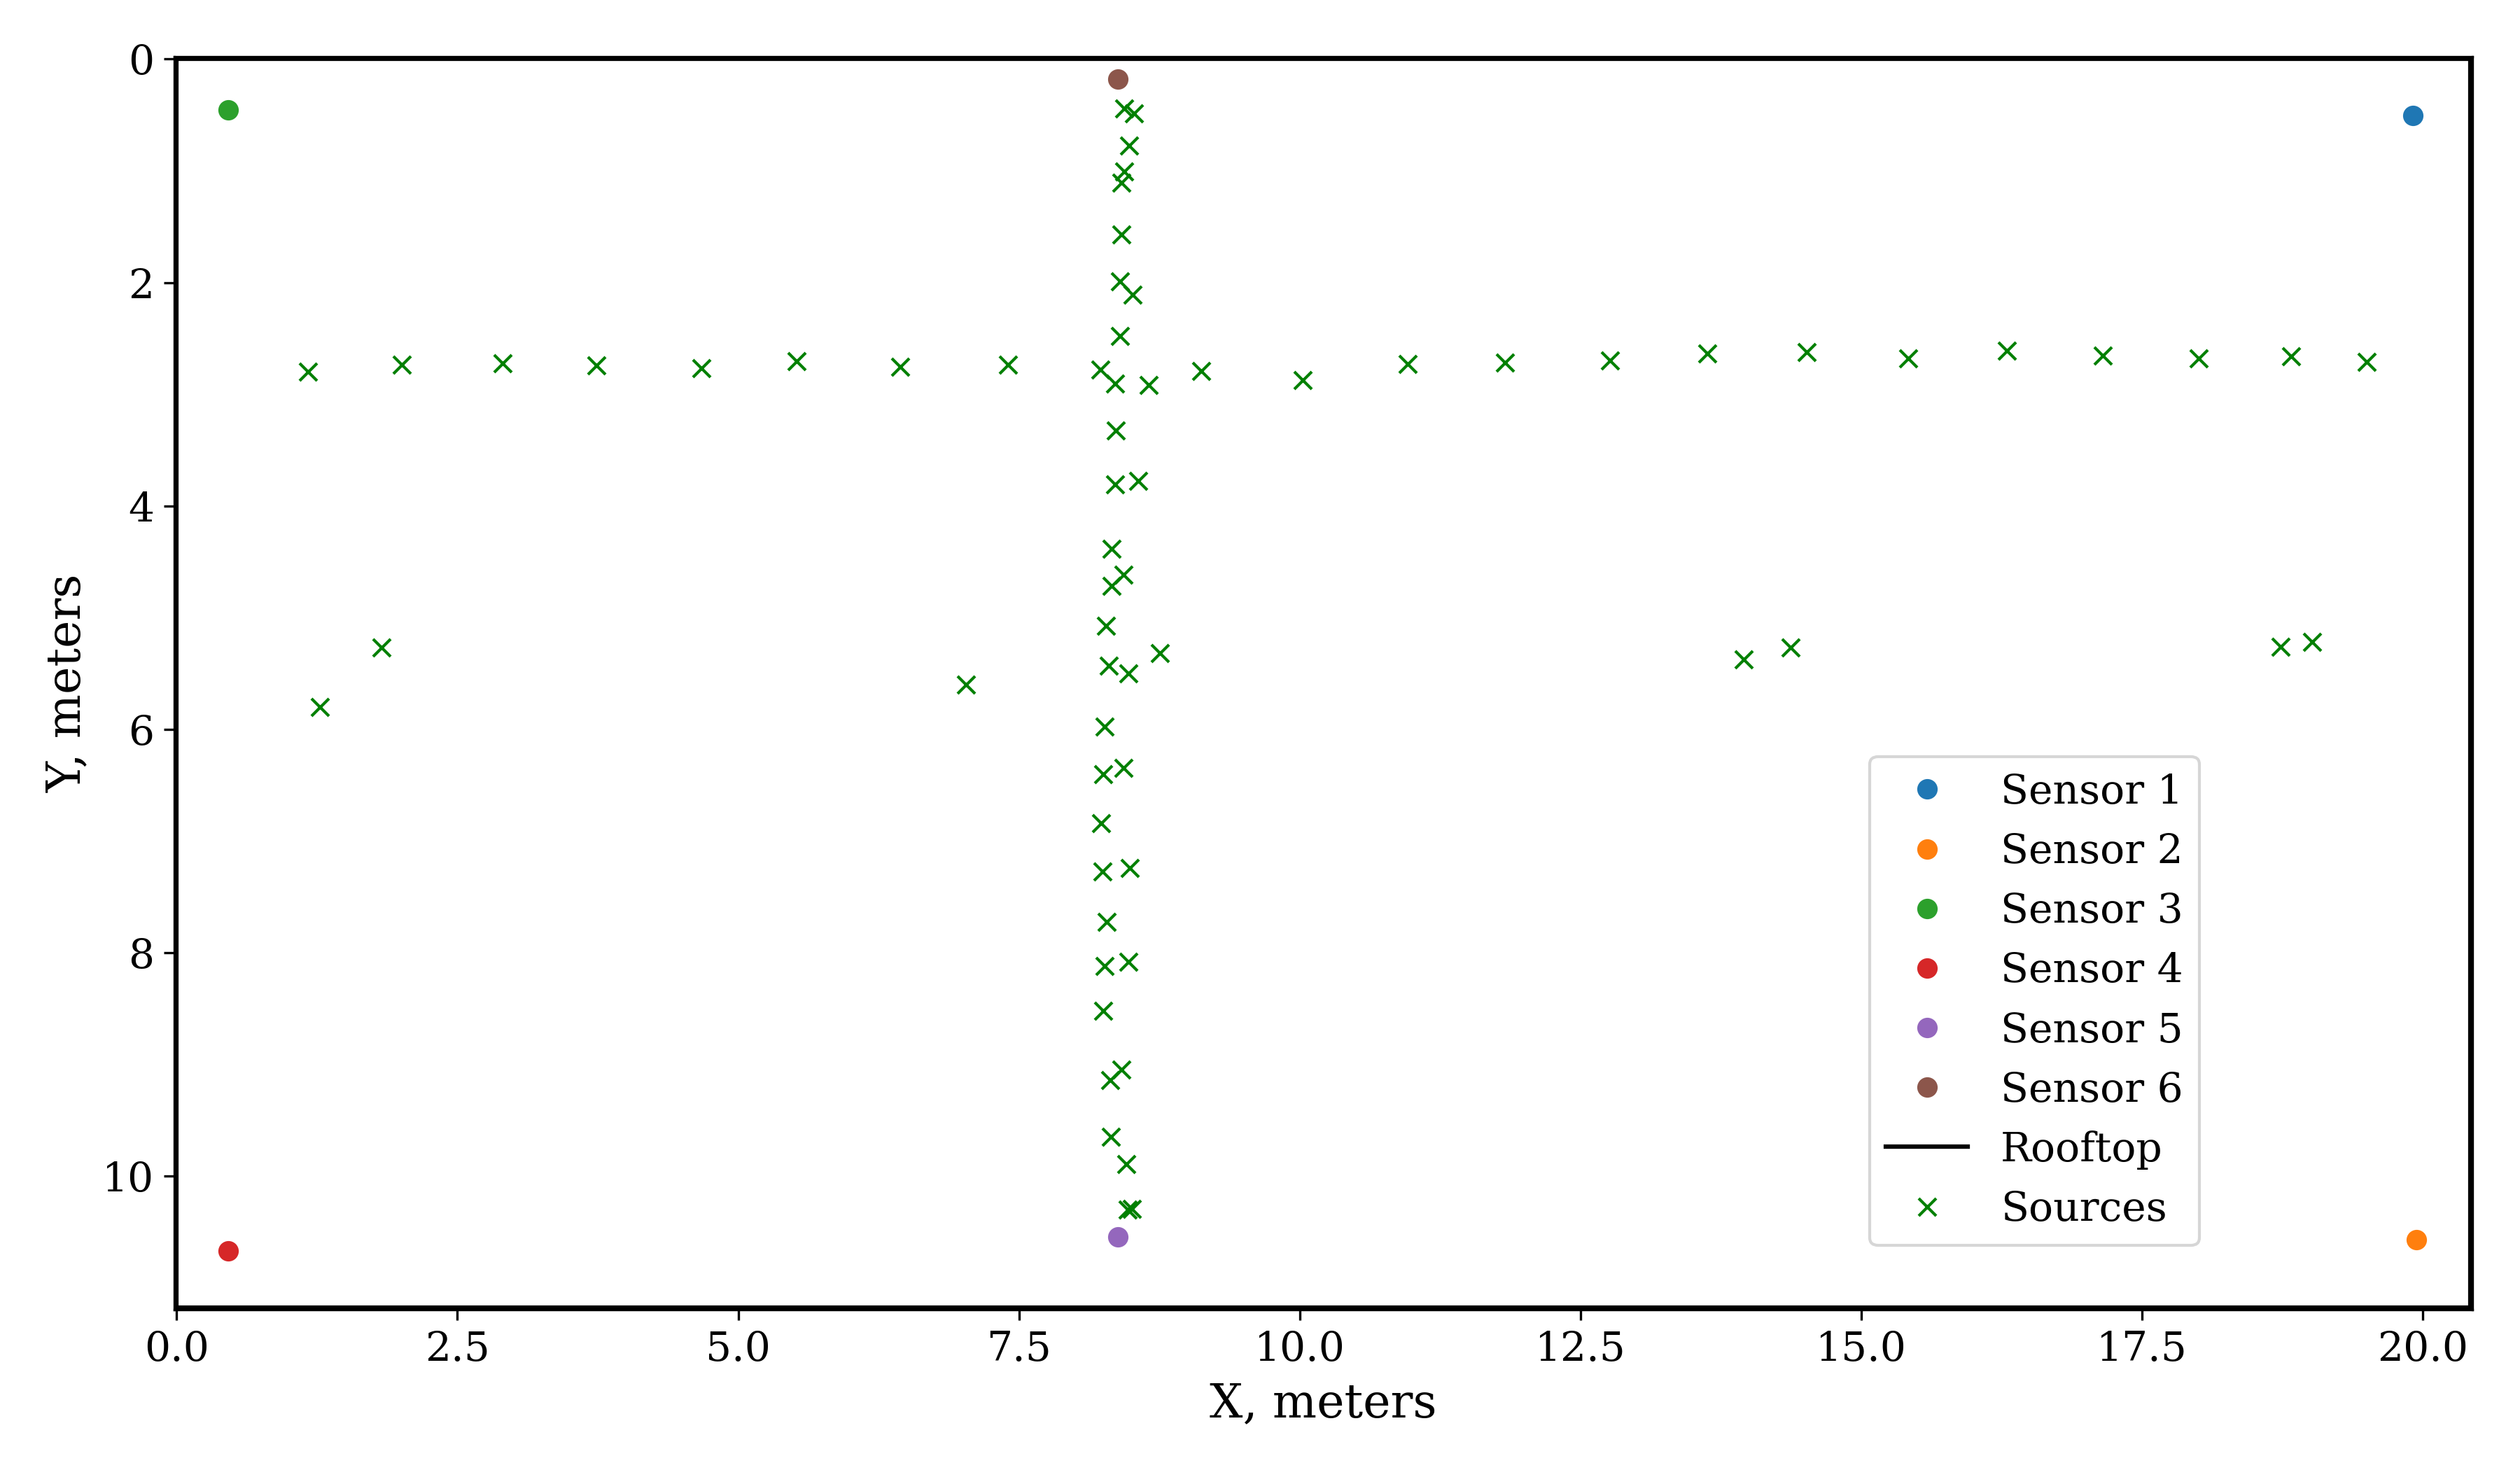 0
2
4
6
8
10
Y, meters
0.0 2.5 5.0 7.5 10.0 12.5 15.0 17.5 20.0
X, meters
Sensor 1
Sensor 2
Sensor 3
Sensor 4
Sensor 5
Sensor 6
Rooftop
Sources